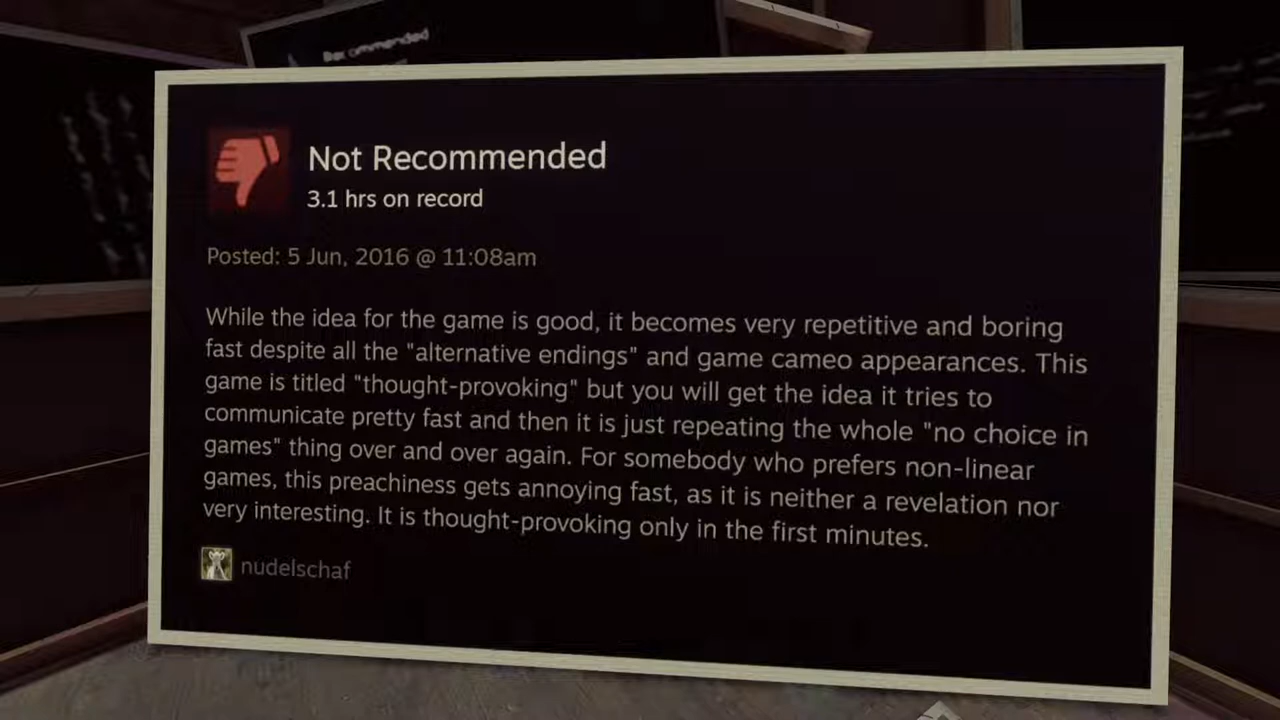 Recommended
Not Recommended
3.1 hrs on record
Posted: 5 Jun, 2016 @ 11:08am
While the idea for the game is good, it becomes very repetitive and boring
fast despite all the "alternative endings" and game cameo appearances. This
game is titled "thought-provoking" but you will get the idea it tries to
communicate pretty fast and then it is just repeating the whole "no choice in
games" thing over and over again. For somebody who prefers non-linear
games, this preachiness gets annoying fast, as it is neither a revelation nor
very interesting. It is thought-provoking only in the first minutes.
nudelschaf